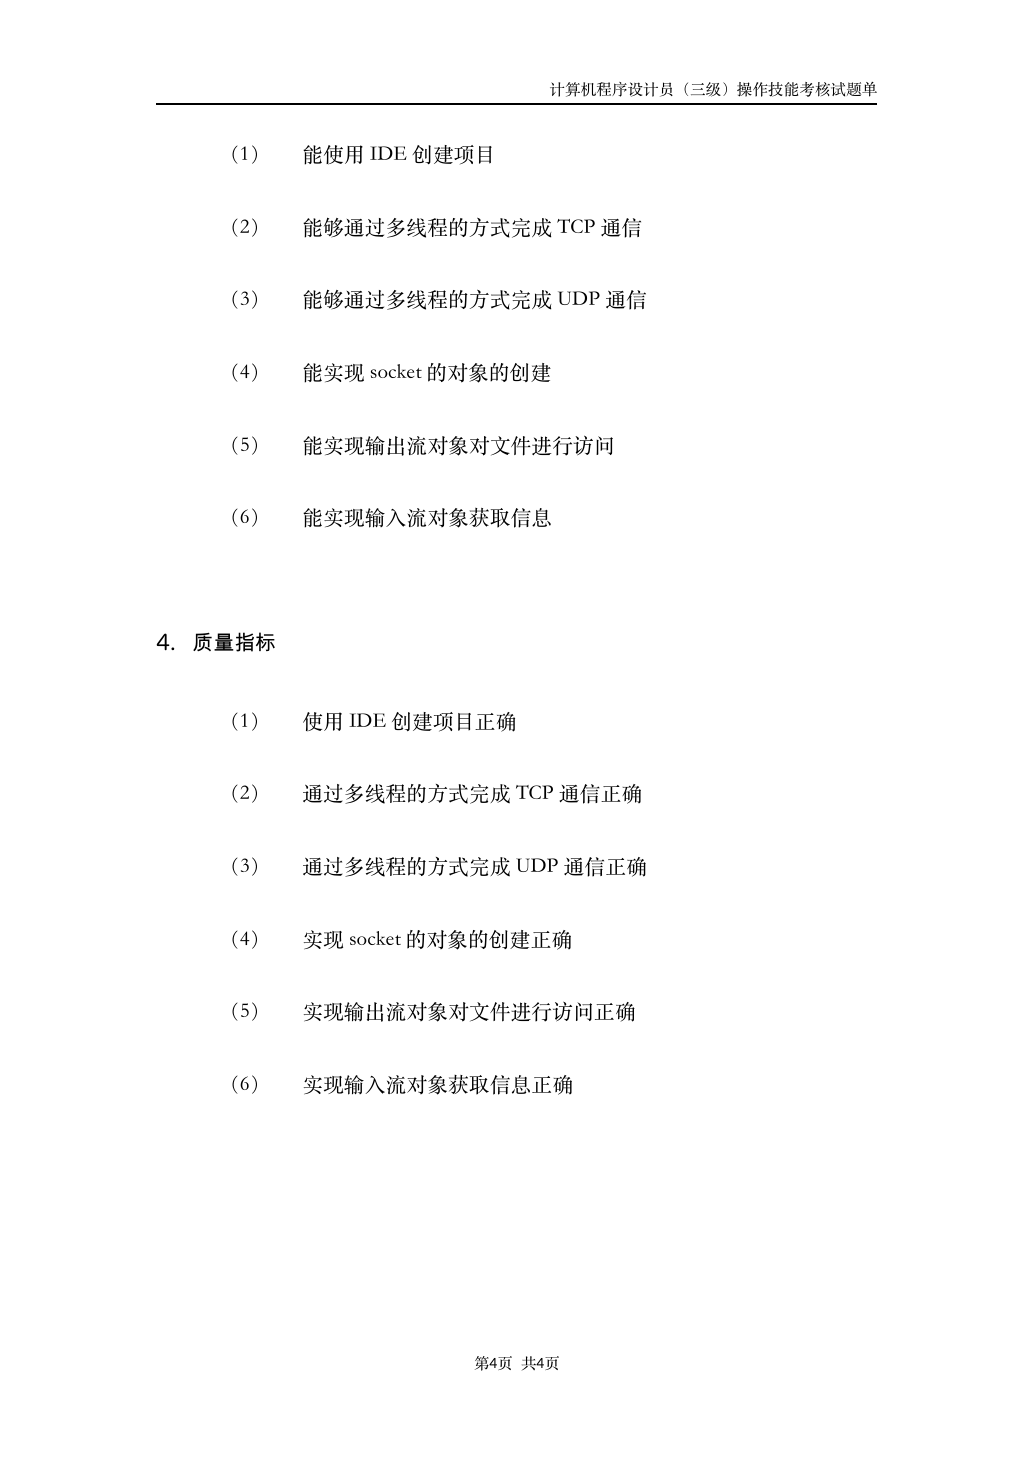 计算机程序设计员（三级）操作技能考核试题单
（1） 能使用 IDE 创建项目
（2） 能够通过多线程的方式完成 TCP 通信
（3） 能够通过多线程的方式完成 UDP 通信
（4） 能实现 socket 的对象的创建
（5） 能实现输出流对象对文件进行访问
（6） 能实现输入流对象获取信息
4. 质量指标
（1） 使用 IDE 创建项目正确
（2） 通过多线程的方式完成 TCP 通信正确
（3） 通过多线程的方式完成 UDP 通信正确
（4） 实现 socket 的对象的创建正确
（5） 实现输出流对象对文件进行访问正确
（6） 实现输入流对象获取信息正确
第4页 共4页